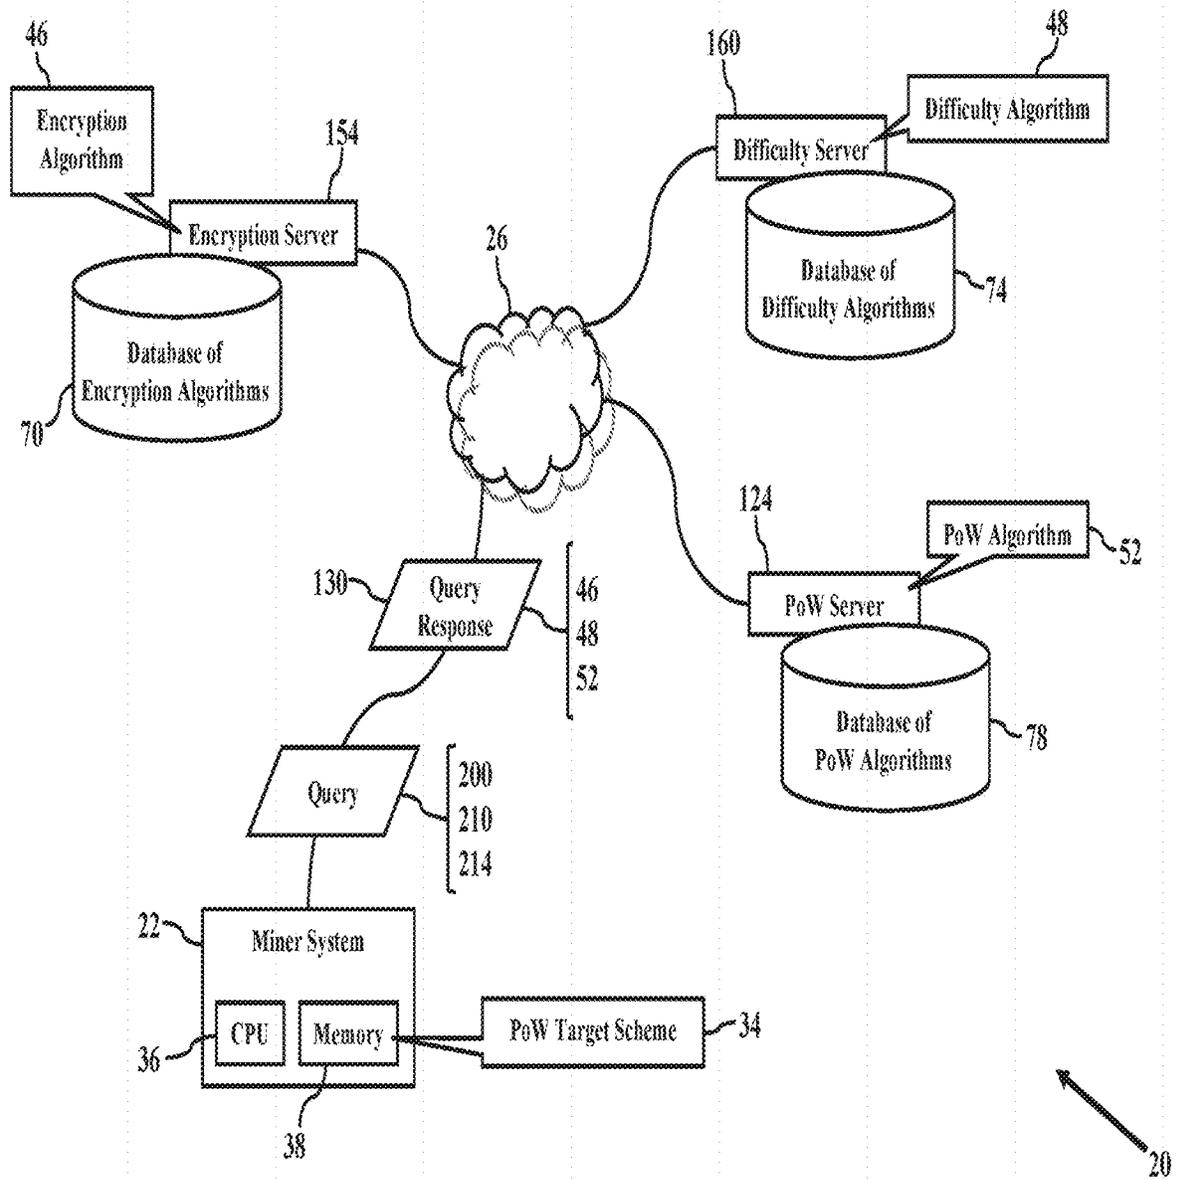 46
Encryption
Algorithm
154
Encryption Server
Database of
Encryption Algorithms
70
160
48
Difficulty Algorithm
Difficulty Server
Database of
Difficulty Algorithms
74
26
124
PoW Algorithm
52
PoW Server
Database of
PoW Algorithms
78
130
Query
Response
46
48
52
Query
200
210
214
22
Miner System
CPU
Memory
36
38
PoW Target Scheme
34
20